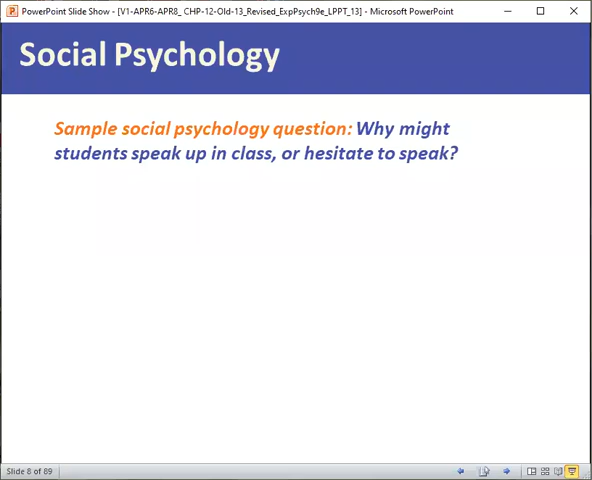 PowerPoint Slide Show - [V1-APR6-APR8_ CHP-12-Old-13_Revised_ExpPsych9e_LPPT_13] - Microsoft PowerPoint
Social Psychology
Sample social psychology question: Why might
students speak up in class, or hesitate to speak?
Slide 8 of 89